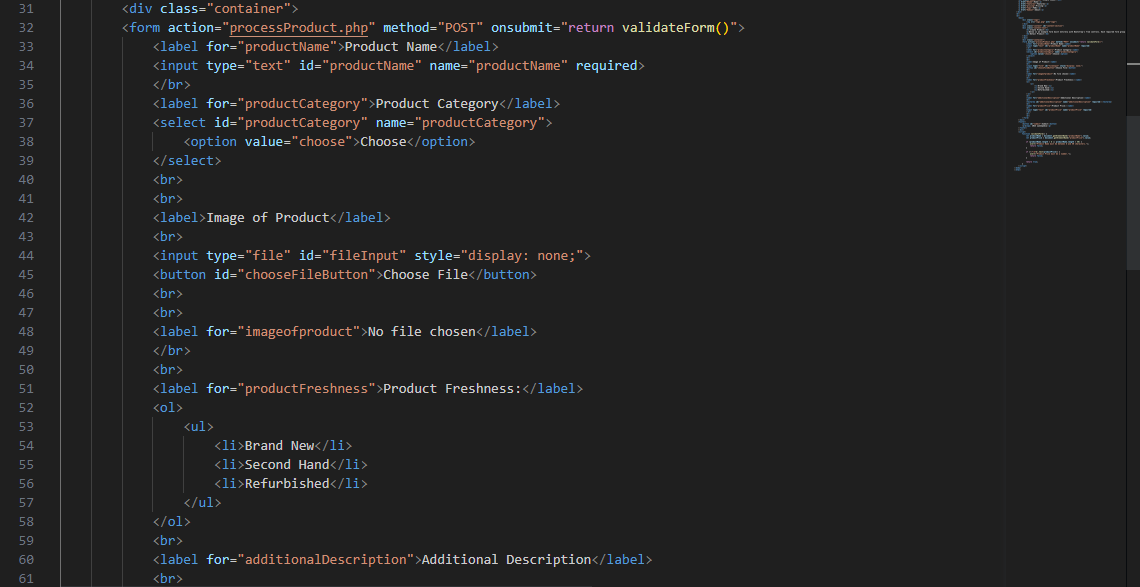 31 <div class="container">
32 <form action="processProduct.php" method="POST" onsubmit="return validateForm()">
33 <label for="productName">Product Name</label>
34 <input type="text" id="productName" name="productName" required>
35 </br>
36 <label for="productCategory">Product Category</label>
37 <select id="productCategory" name="productCategory">
38 <option value="choose">Choose</option>
39 </select>
40 <br>
41 <br>
42 <label>Image of Product</label>
43 <br>
44 <input type="file" id="fileInput" style="display: none;">
45 <button id="chooseFileButton">Choose File</button>
46 <br>
47 <br>
48 <label for="imageofproduct">No file chosen</label>
49 </br>
50 <br>
51 <label for="productFreshness">Product Freshness:</label>
52 <ol>
53 <ul>
54 <li>Brand New</li>
55 <li>Second Hand</li>
56 <li>Refurbished</li>
57 </ul>
58 </ol>
59 <br>
60 <label for="additionalDescription">Additional Description</label>
61 <br>